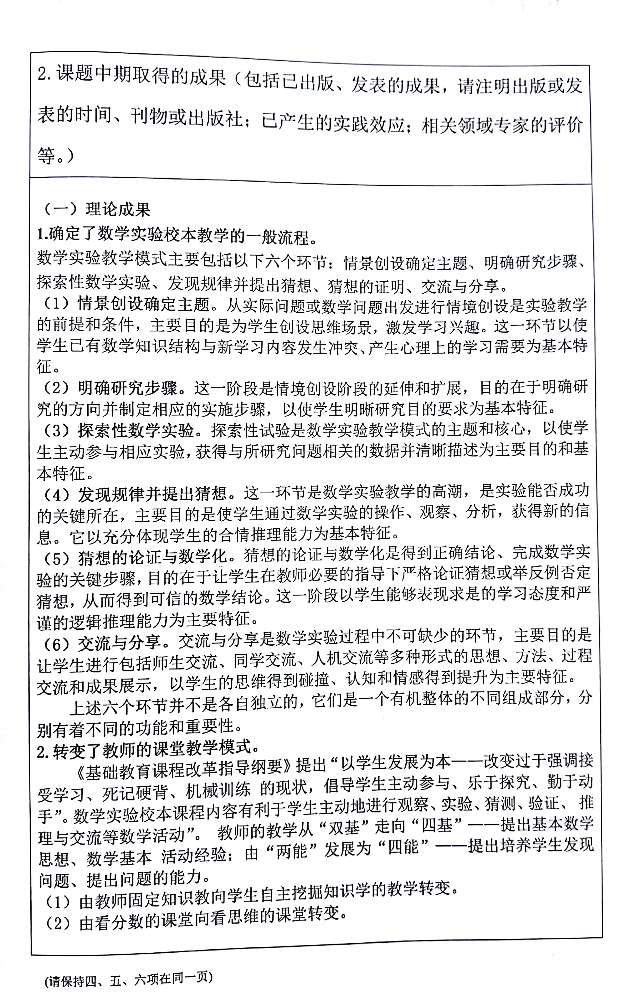 2.课题中期取得的成果（包括已出版、发表的成果，请注明出版或发
表的时间、刊物或出版社；已产生的实践效应；相关领域专家的评价
等。）
（一）理论成果
1.确定了数学实验校本教学的一般流程。
数学实验教学模式主要包括以下六个环节：情景创设确定主题、明确研究步骤、
探索性数学实验、发现规律并提出猜想、猜想的证明、交流与分享。
（1）情景创设确定主题。从实际问题或数学问题出发进行情境创设是实验教学
的前提和条件，主要目的是为学生创设思维场景，激发学习兴趣。这一环节以使
学生已有数学知识结构与新学习内容发生冲突、产生心理上的学习需要为基本特
征。
（2）明确研究步骤。这一阶段是情境创设阶段的延伸和扩展，目的在于明确研
究的方向并制定相应的实施步骤，以使学生明晰研究目的要求为基本特征。
（3）探索性数学实验。探索性试验是数学实验教学模式的主题和核心，以使学
生主动参与相应实验，获得与所研究问题相关的数据并清晰描述为主要目的和基
本特征。
（4）发现规律并提出猜想。这一环节是数学实验教学的高潮，是实验能否成功
的关键所在，主要目的是使学生通过数学实验的操作、观察、分析，获得新的信
息。它以充分体现学生的合情推理能力为基本特征。
（5）猜想的论证与数学化。猜想的论证与数学化是得到正确结论、完成数学实
验的关键步骤，目的在于让学生在教师必要的指导下严格论证猜想或举反例否定
猜想，从而得到可信的数学结论。这一阶段以学生能够表现求是的学习态度和严
谨的逻辑推理能力为主要特征。
（6）交流与分享。交流与分享是数学实验过程中不可缺少的环节，主要目的是
让学生进行包括师生交流、同学交流、人机交流等多种形式的思想、方法、过程
交流和成果展示，以学生的思维得到碰撞、认知和情感得到提升为主要特征。
上述六个环节并不是各自独立的，它们是一个有机整体的不同组成部分，分
别有着不同的功能和重要性。
2.转变了教师的课堂教学模式。
《基础教育课程改革指导纲要》提出“以学生发展为本——改变过于强调接
受学习、死记硬背、机械训练 的现状，倡导学生主动参与、乐于探究、勤于动
手”。数学实验校本课程内容有利于学生主动地进行观察、实验、猜测、验证、 推
理与交流等数学活动”。 教师的教学从“双基”走向“四基”——提出基本数学
思想、数学基本 活动经验；由“两能”发展为“四能”——提出培养学生发现
问题、提出问题的能力。
（1）由教师固定知识教向学生自主挖掘知识学的教学转变。
（2）由看分数的课堂向看思维的课堂转变。
(请保持四、五、六项在同一页)